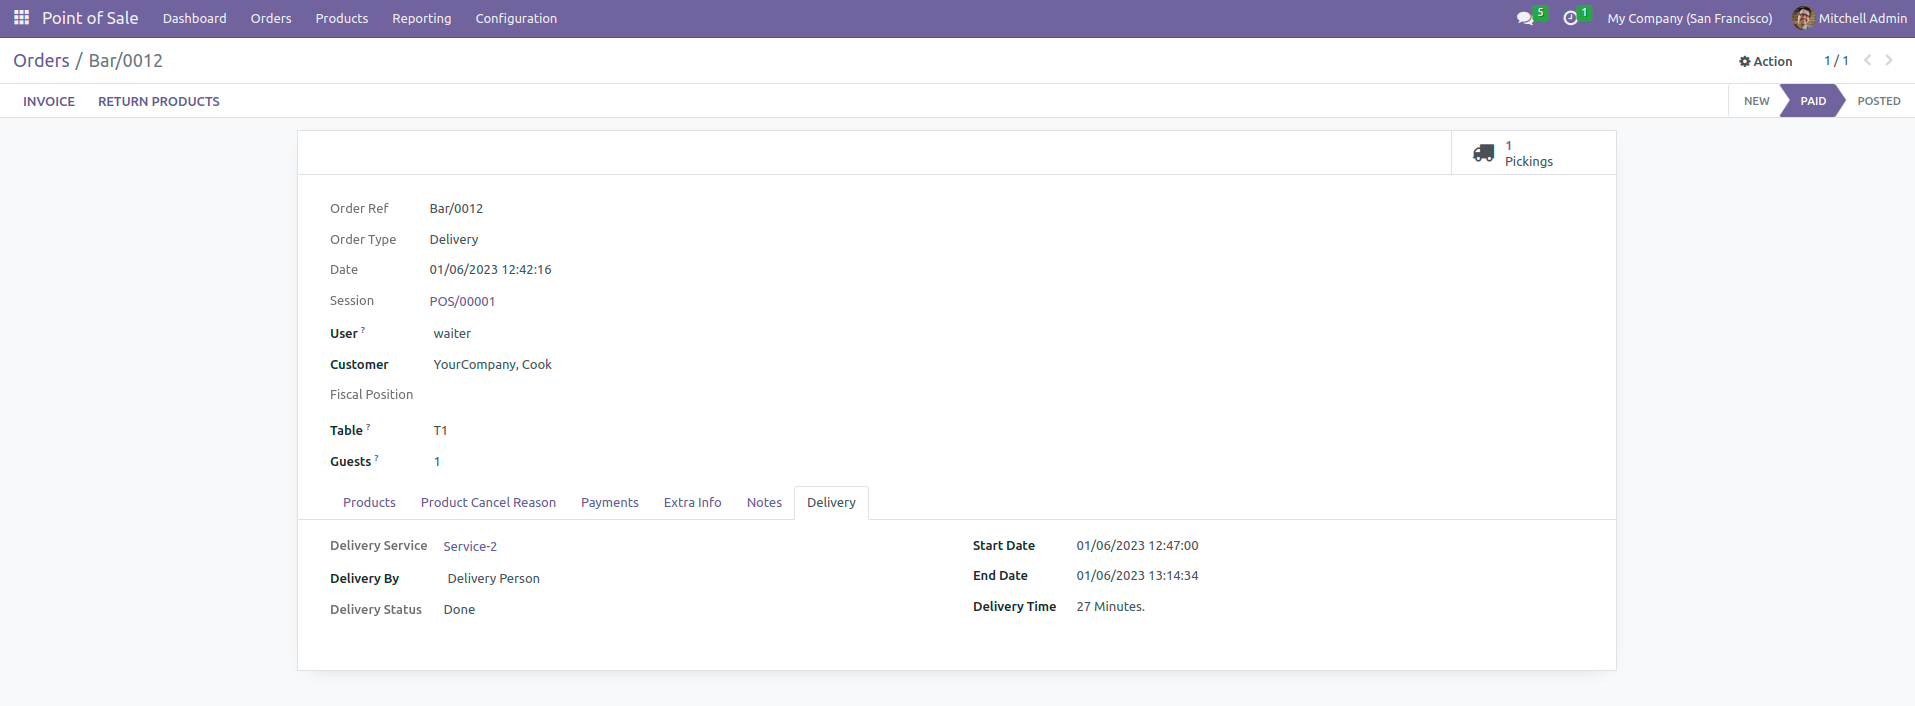 Point of Sale Dashboard Orders Products Reporting Configuration 5 1 My Company (San Francisco) Mitchell Admin
Orders / Bar/0012 Action 1 / 1
INVOICE RETURN PRODUCTS NEW PAID POSTED
1
Pickings
Order Ref Bar/0012
Order Type Delivery
Date 01/06/2023 12:42:16
Session POS/00001
User ? waiter
Customer YourCompany, Cook
Fiscal Position
Table ? T1
Guests ? 1
Products Product Cancel Reason Payments Extra Info Notes Delivery
Delivery Service Service-2 Start Date 01/06/2023 12:47:00
Delivery By Delivery Person End Date 01/06/2023 13:14:34
Delivery Status Done Delivery Time 27 Minutes.